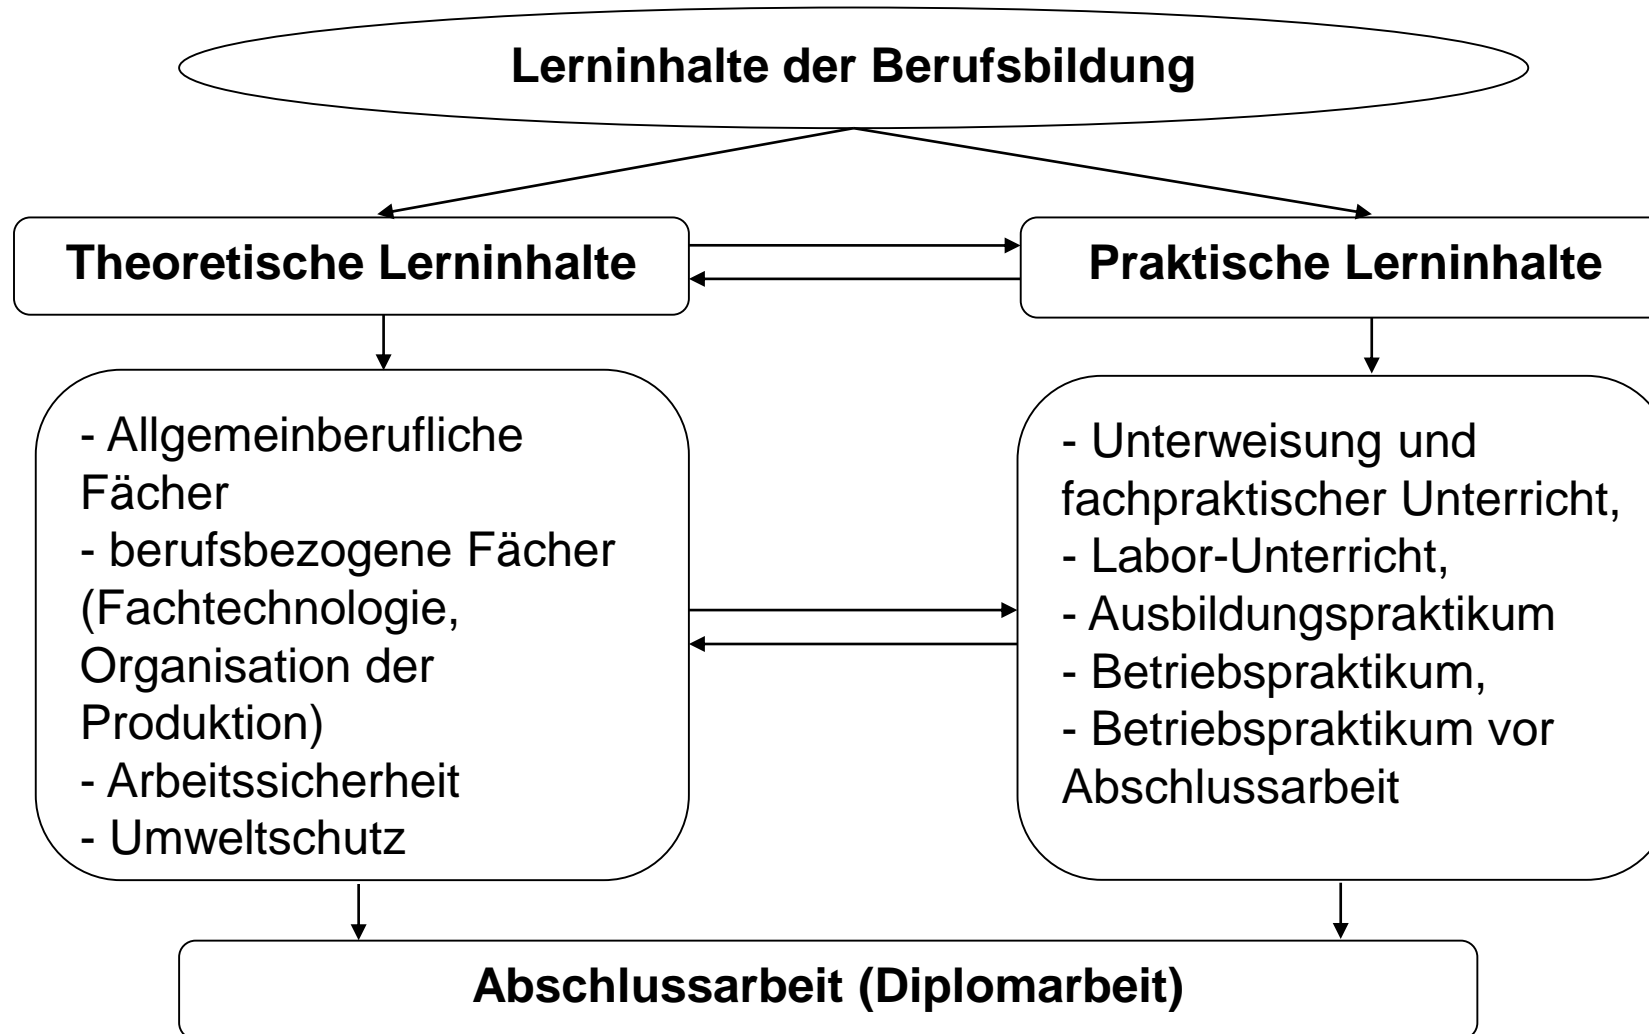 Lerninhalte der Berufsbildung
Theoretische Lerninhalte
Praktische Lerninhalte
- Allgemeinberufliche
Fächer
- berufsbezogene Fächer
(Fachtechnologie,
Organisation der
Produktion)
- Arbeitssicherheit
- Umweltschutz
- Unterweisung und
fachpraktischer Unterricht,
- Labor-Unterricht,
- Ausbildungspraktikum
- Betriebspraktikum,
- Betriebspraktikum vor
Abschlussarbeit
Abschlussarbeit (Diplomarbeit)